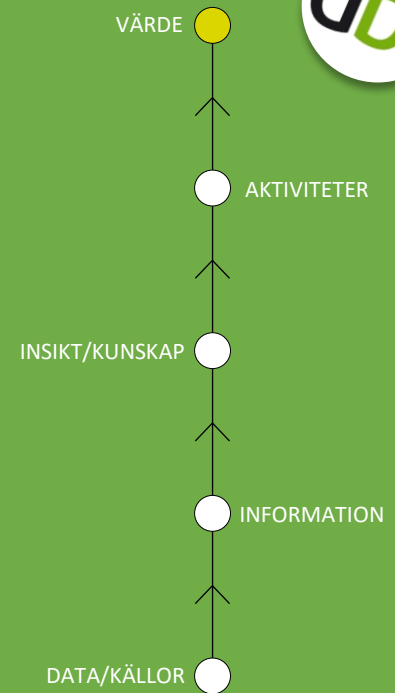 VÄRDE
AKTIVITETER
INSIKT/KUNSKAP
INFORMATION
DATA/KÄLLOR